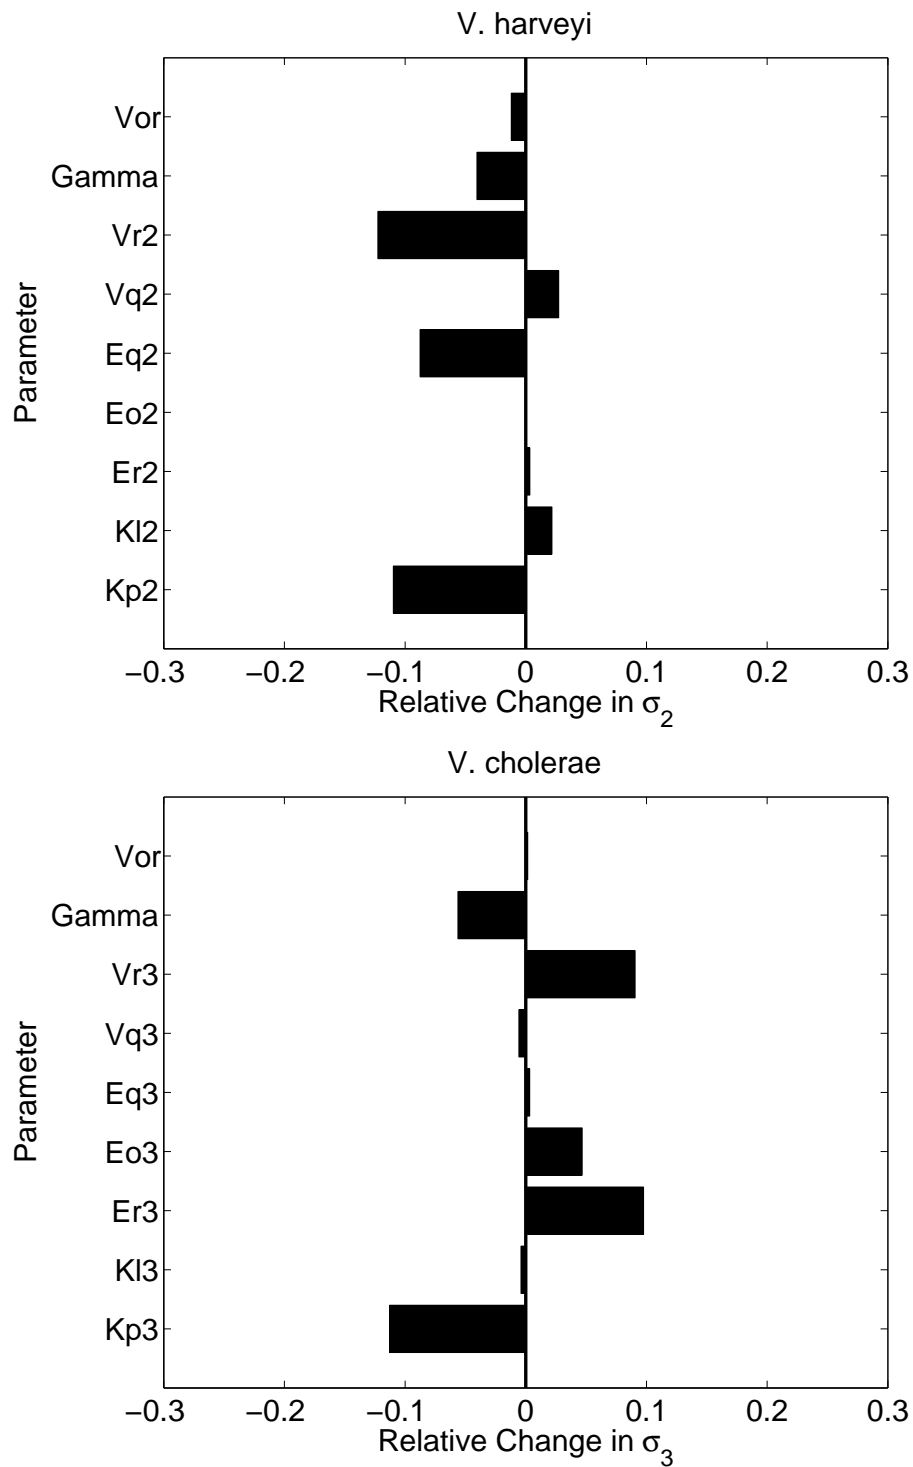 V. harveyi
Parameter
Vor
Gamma
Vr2
Vq2
Eq2
Eo2
Er2
Kl2
Kp2
−0.3 −0.2 −0.1 0 0.1 0.2 0.3
Relative Change in σ2
V. cholerae
Parameter
Vor
Gamma
Vr3
Vq3
Eq3
Eo3
Er3
Kl3
Kp3
−0.3 −0.2 −0.1 0 0.1 0.2 0.3
Relative Change in σ3